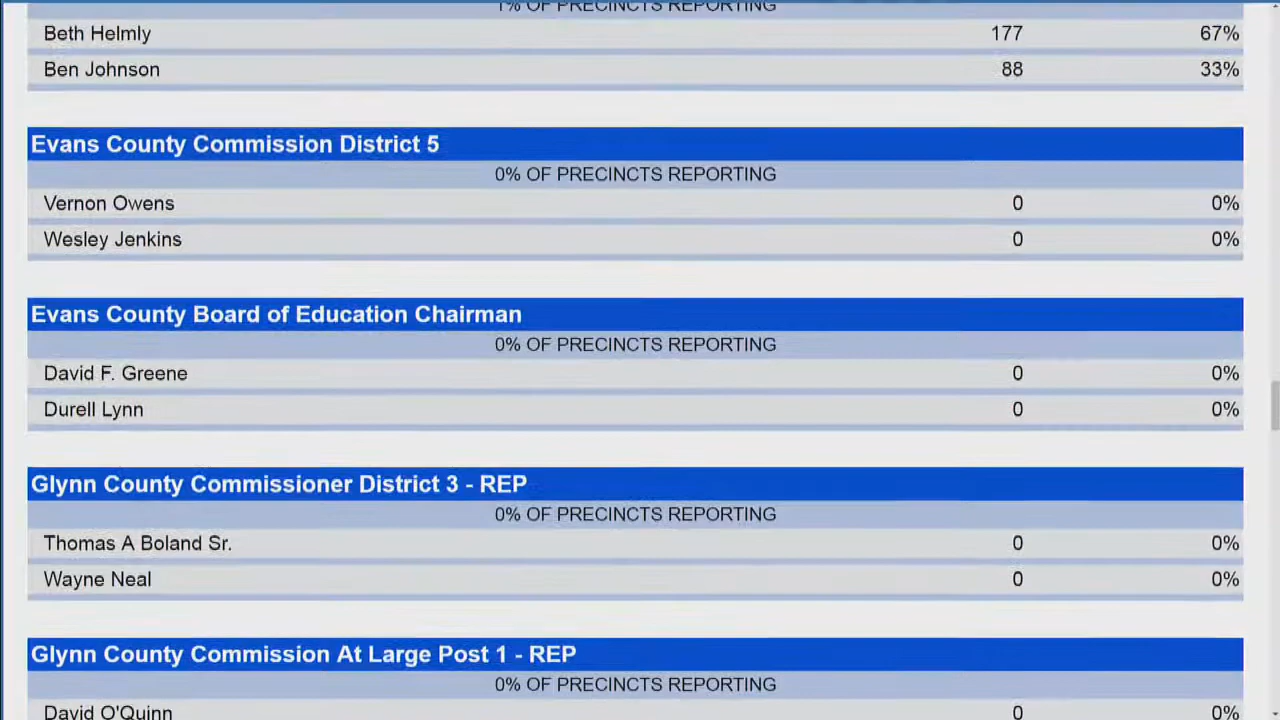 1% OF PRECINCTS REPORTING
Beth Helmly 177 67%
Ben Johnson 88 33%
Evans County Commission District 5
0% OF PRECINCTS REPORTING
Vernon Owens 0 0%
Wesley Jenkins 0 0%
Evans County Board of Education Chairman
0% OF PRECINCTS REPORTING
David F. Greene 0 0%
Durell Lynn 0 0%
Glynn County Commissioner District 3 - REP
0% OF PRECINCTS REPORTING
Thomas A Boland Sr. 0 0%
Wayne Neal 0 0%
Glynn County Commission At Large Post 1 - REP
0% OF PRECINCTS REPORTING
David O'Quinn 0 0%